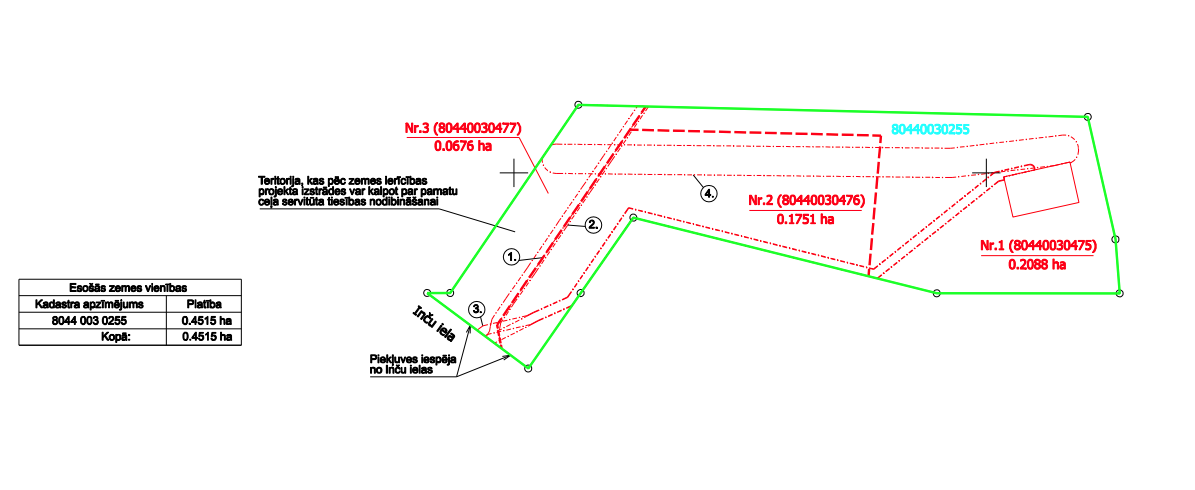 Nr.3 (80440030477)
0.0676 ha
80440030255
Teritorija, kas pēc zemes ierīcības
projekta izstrādes var kalpot par pamatu
ceļa servitūta tiesības nodibināšanai
4.
Nr.2 (80440030476)
0.1751 ha
2.
Nr.1 (80440030475)
0.2088 ha
1.
Esošās zemes vienības
Kadastra apzīmējums Platība
8044 003 0255 0.4515 ha
Kopā: 0.4515 ha
3.
Inču iela
Piekļuves iespēja
no Inču ielas